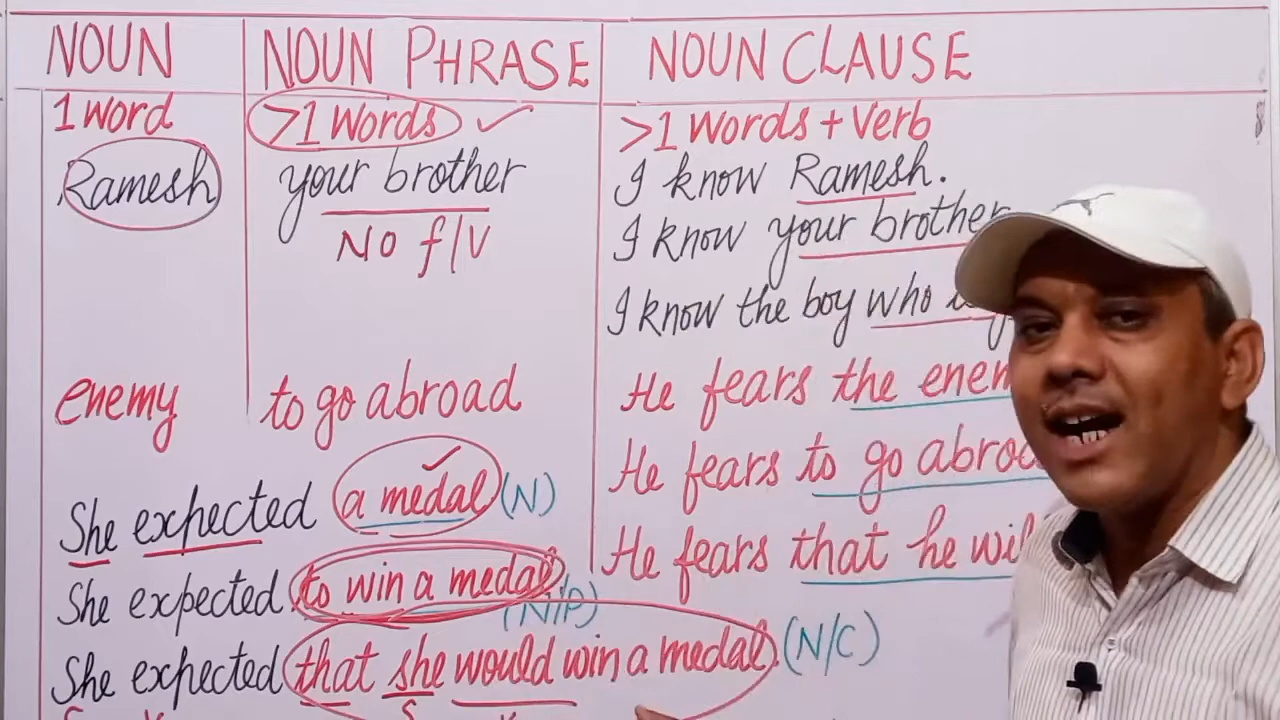 NOUN
NOUN PHRASE
NOUN CLAUSE
1 word
>1 words
>1 words + verb
Ramesh
your brother
I know Ramesh.
No f/v
I know your brother
I know the boy who
enemy
to go abroad
He fears the enem
She expected a medal (N)
He fears to go abroa
She expected to win a medal
(N/P)
He fears that he wil
She expected that she would win a medal. (N/C)
S V
S V